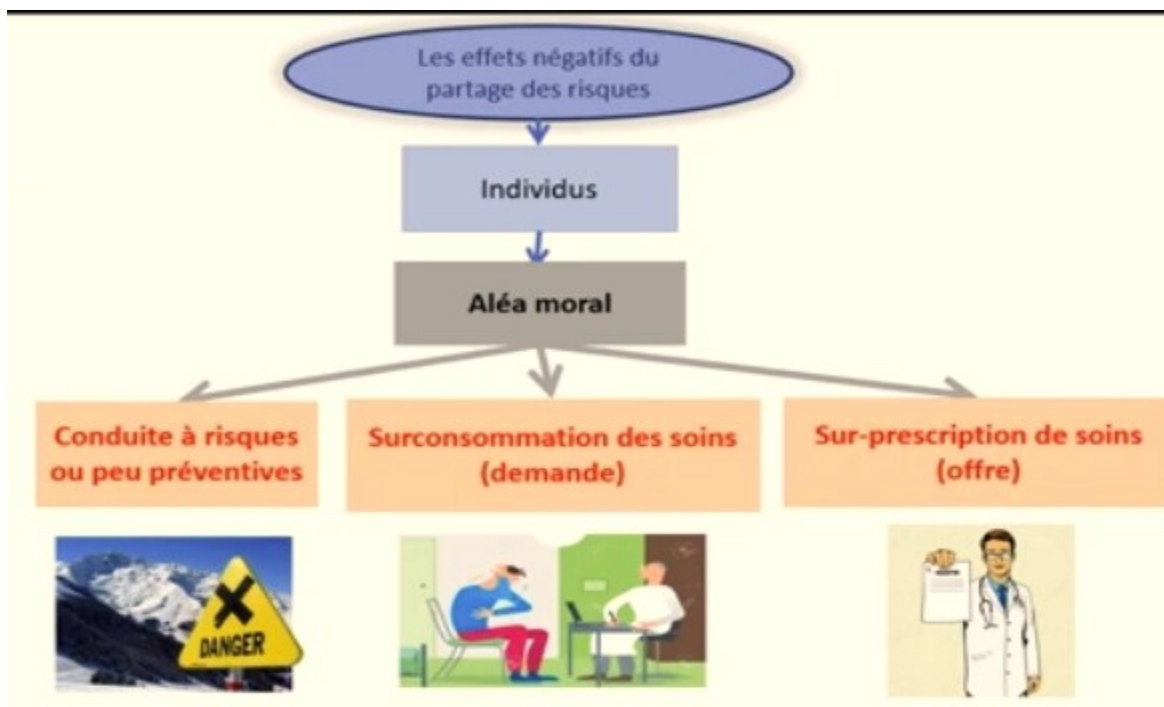 Les effets négatifs du
partage des risques
Individus
Aléa moral
Conduite à risques
ou peu préventives
Surconsommation des soins
(demande)
Sur-prescription de soins
(offre)
DANGER